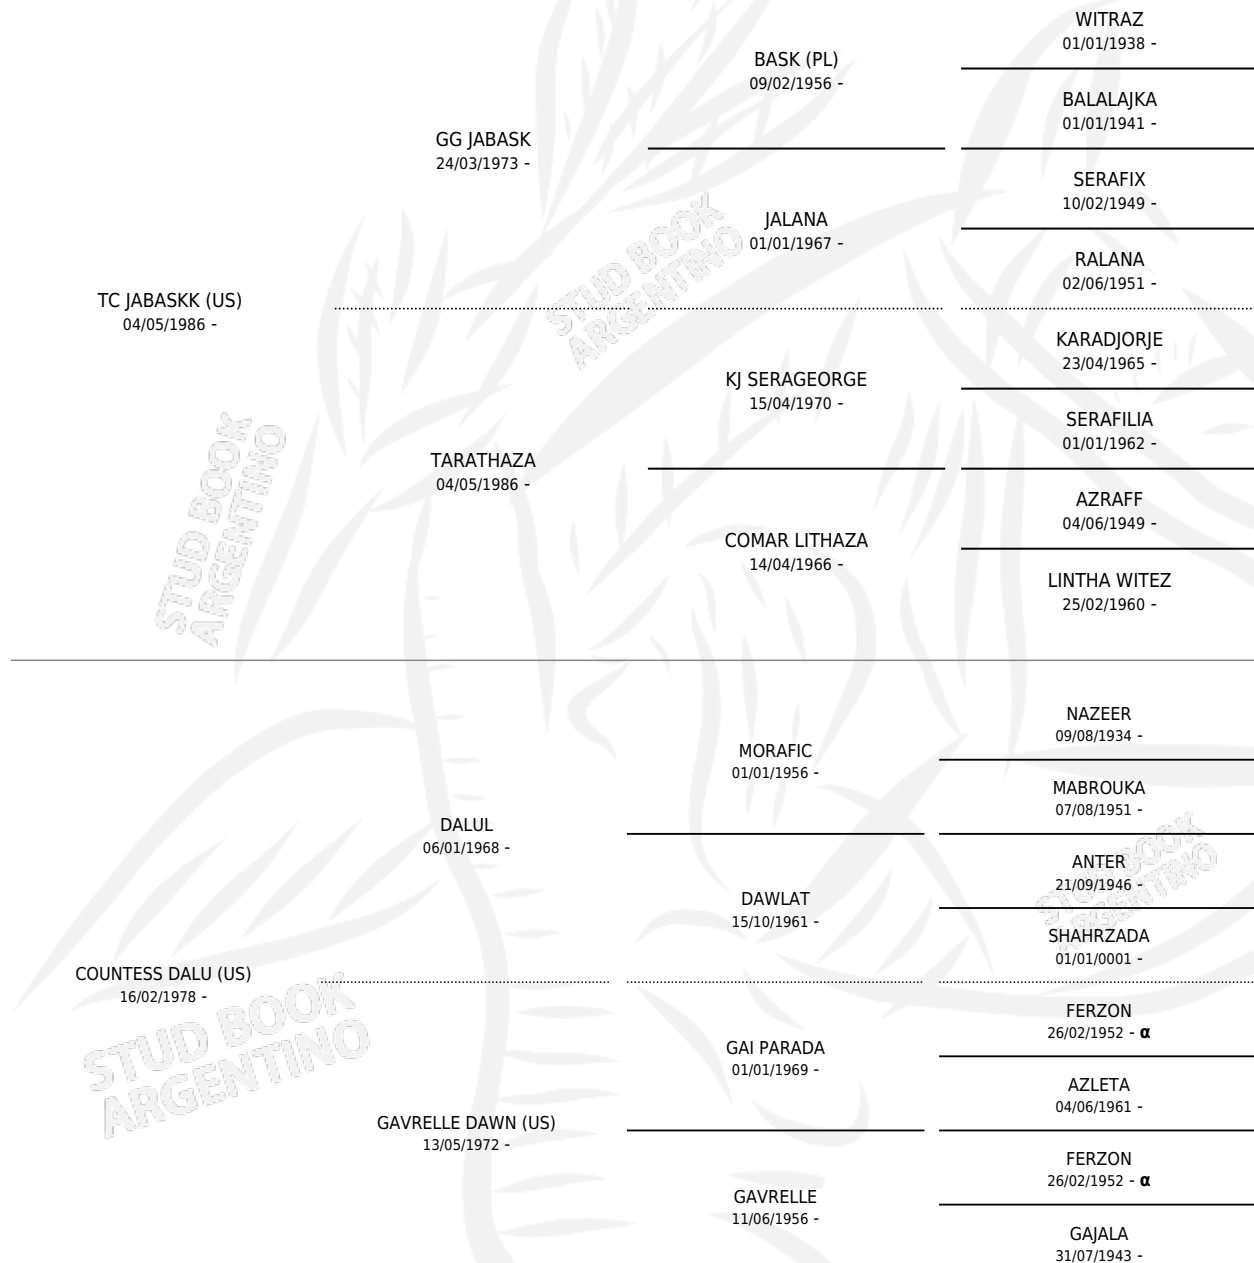 WITRAZ
01/01/1938 -
BASK (PL)
09/02/1956 -
BALALAJKA
01/01/1941 -
GG JABASK
24/03/1973 -
SERAFIX
10/02/1949 -
JALANA
01/01/1967 -
RALANA
02/06/1951 -
TC JABASKK (US)
04/05/1986 -
KARADJORJE
23/04/1965 -
KJ SERAGEORGE
15/04/1970 -
SERAFILIA
01/01/1962 -
TARATHAZA
04/05/1986 -
AZRAFF
04/06/1949 -
COMAR LITHAZA
14/04/1966 -
LINTHA WITEZ
25/02/1960 -
STUD BOOK
ARGENTINO
STUD BOOK
ARGENTINO
NAZEER
09/08/1934 -
MORAFIC
01/01/1956 -
MABROUKA
07/08/1951 -
DALUL
06/01/1968 -
ANTER
21/09/1946 -
DAWLAT
15/10/1961 -
SHAHRZADA
01/01/0001 -
STUD BOOK
ARGENTINO
COUNTESS DALU (US)
16/02/1978 -
STUD BOOK
ARGENTINO
FERZON
26/02/1952 - α
GAI PARADA
01/01/1969 -
AZLETA
04/06/1961 -
GAVRELLE DAWN (US)
13/05/1972 -
FERZON
26/02/1952 - α
GAVRELLE
11/06/1956 -
GAJALA
31/07/1943 -